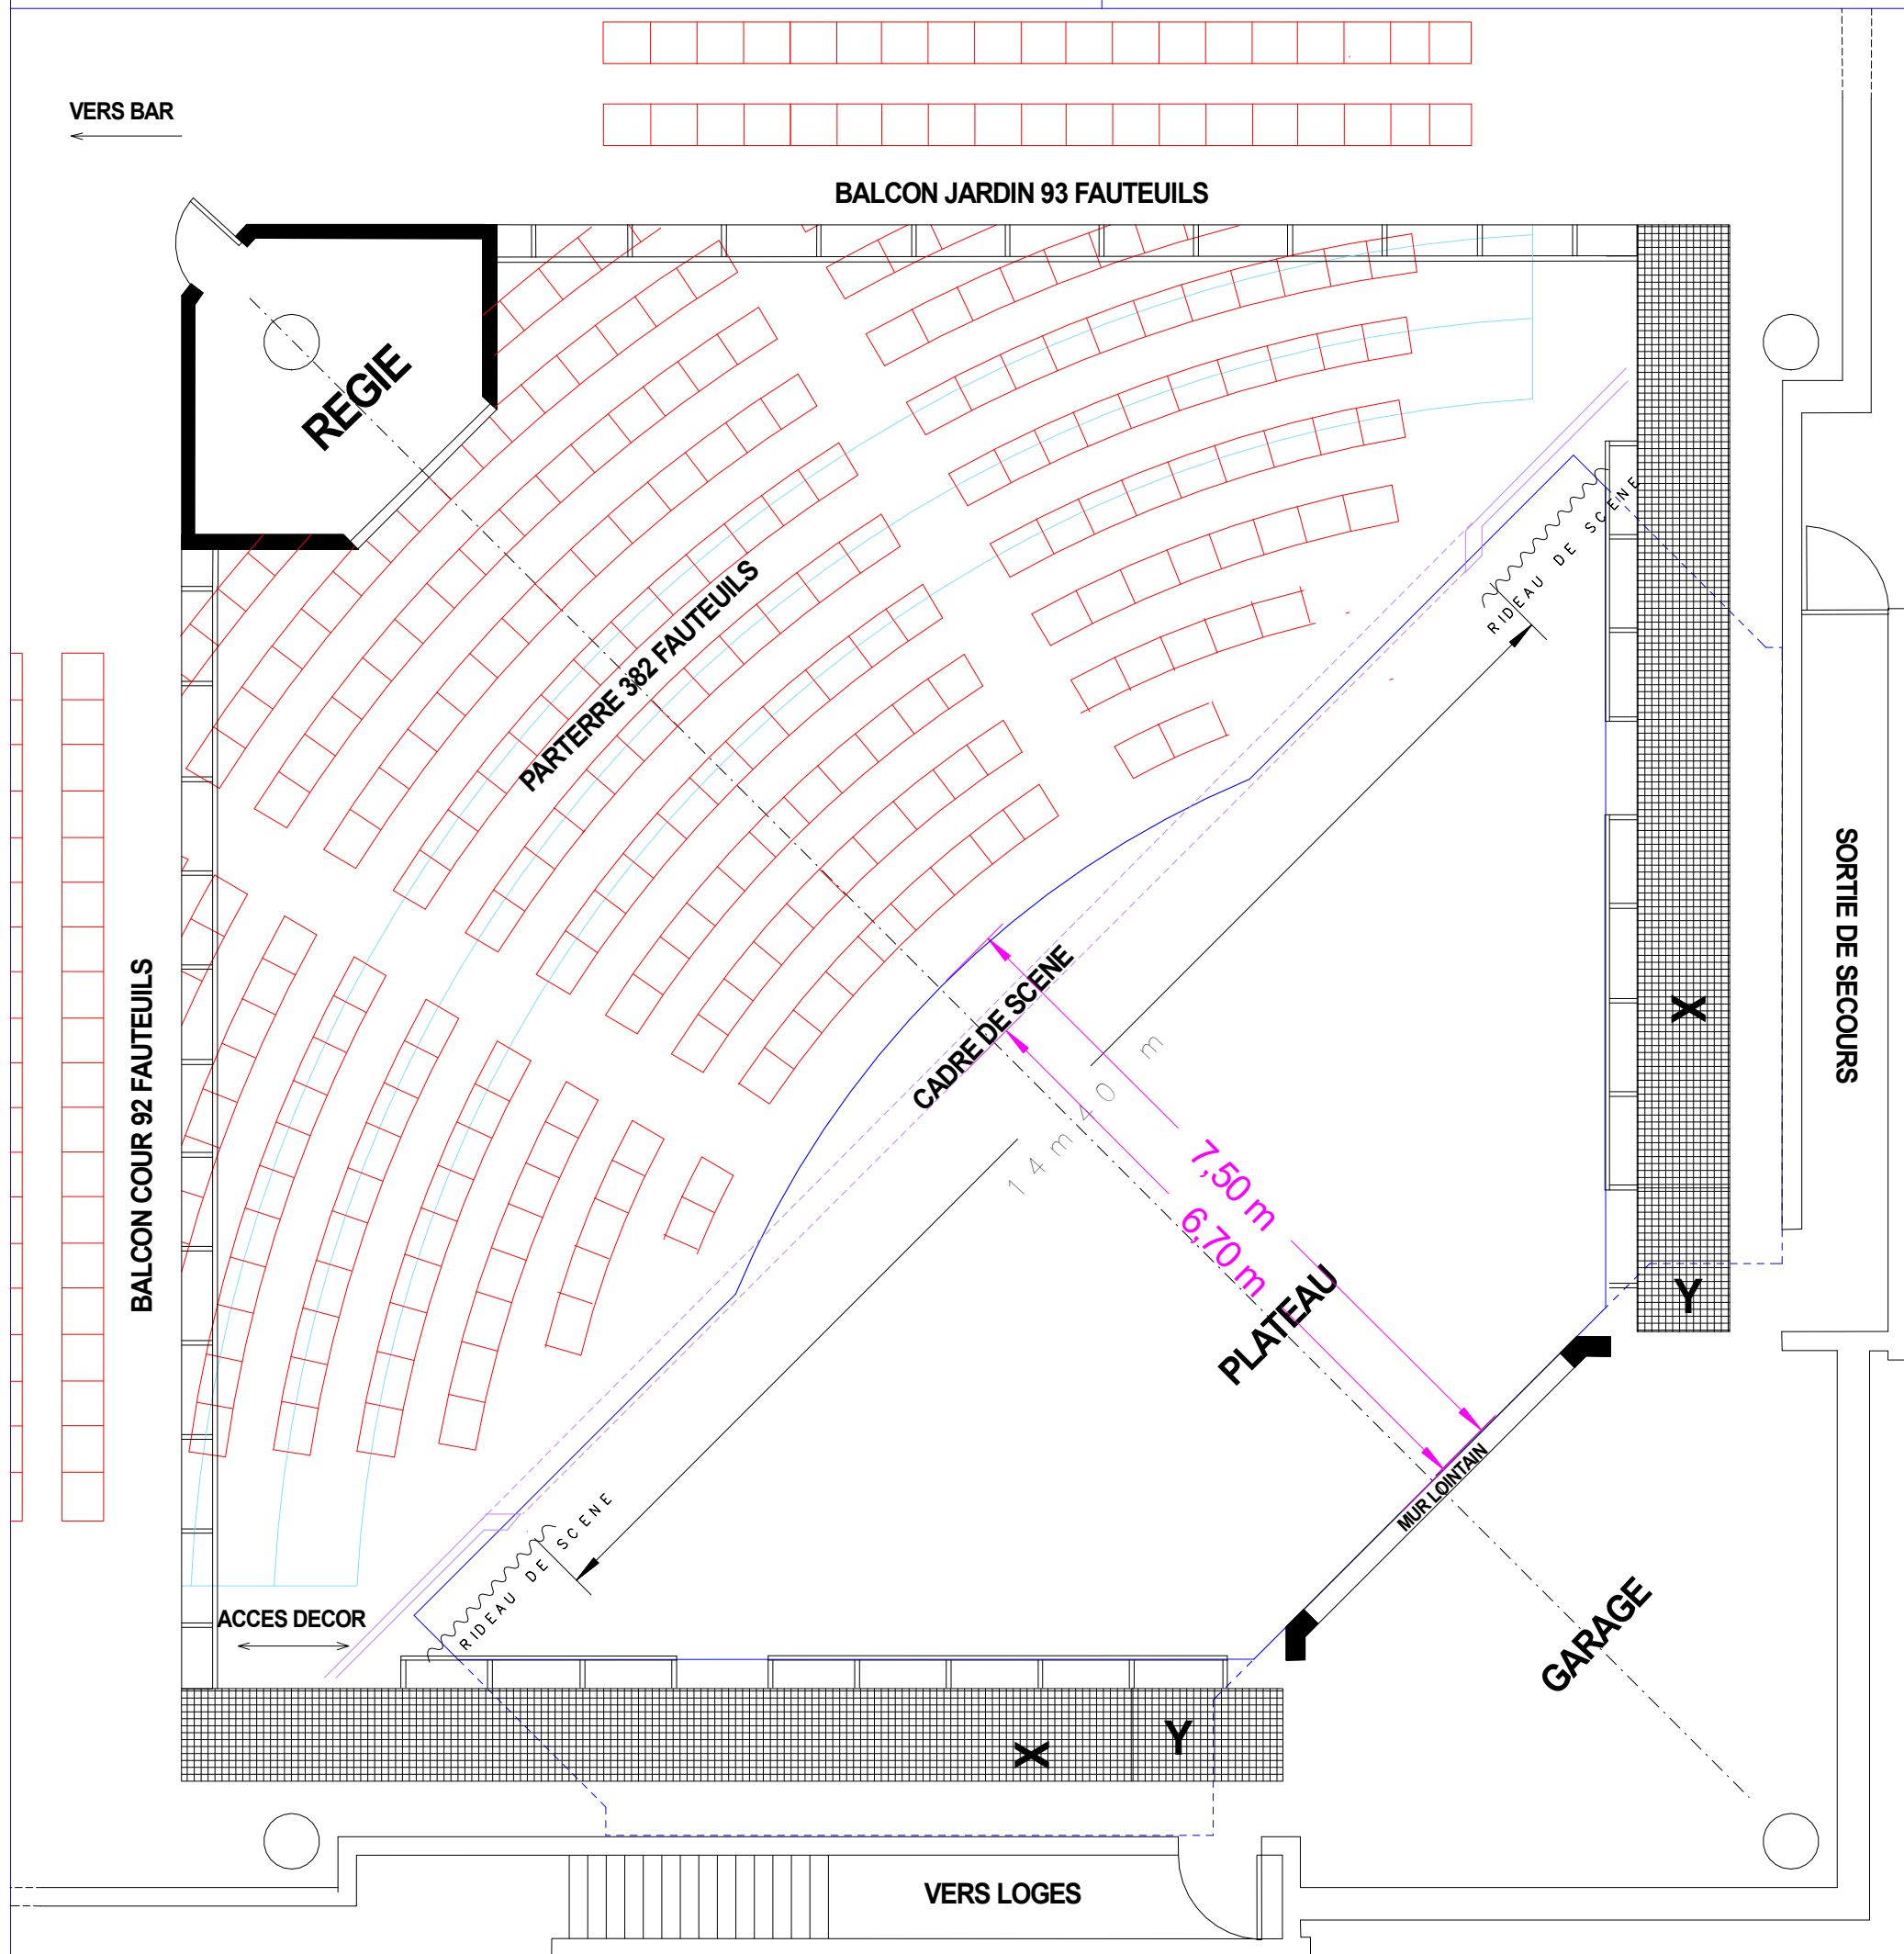 VERS BAR
BALCON JARDIN 93 FAUTEUILS
REGIE
RIDEAU DE SCENE
PARTERRE 382 FAUTEUILS
SORTIE DE SECOURS
CADRE DE SCENE
X
BALCON COUR 92 FAUTEUILS
14m40 m
7,50 m
6,70 m
Y
PLATEAU
MUR LOINTAIN
RIDEAU DE SCENE
ACCES DECOR
GARAGE
Y
X
VERS LOGES